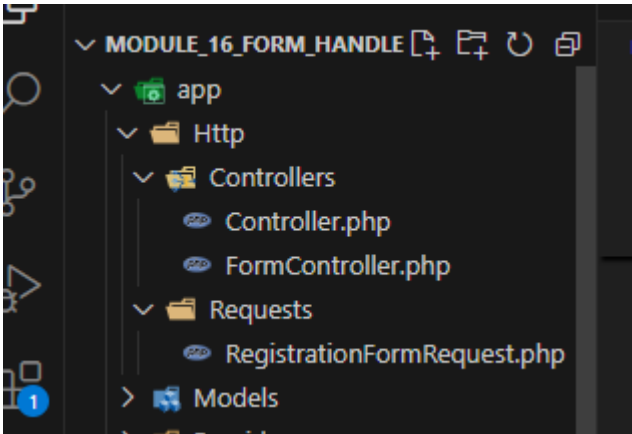 MODULE_16_FORM_HANDLE
app
Http
Controllers
Controller.php
FormController.php
Requests
RegistrationFormRequest.php
Models
1